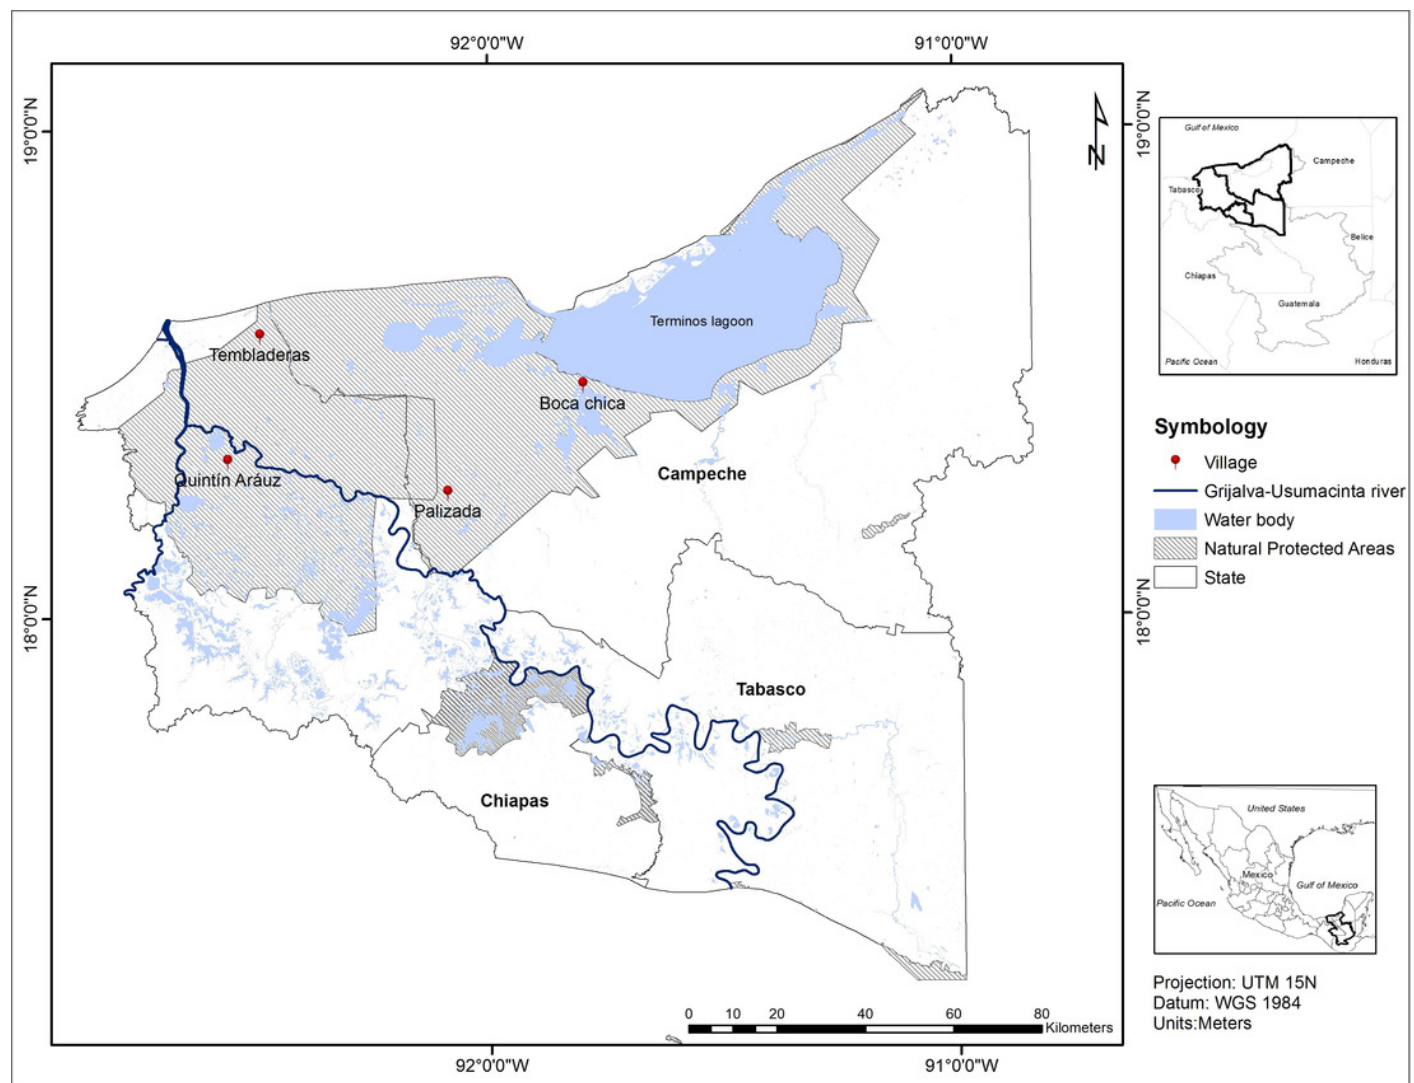 92°0'0"W
91°0'0"W
19°0'0"N
19°0'0"N
Gulf of Mexico
Campeche
Tabasco
Belice
Chiapas
Guatemala
Pacific Ocean
Honduras
Terminos lagoon
Tembladeras
Boca chica
Quintín Aráuz
Palizada
Campeche
Symbology
Village
Grijalva-Usumacinta river
Water body
Natural Protected Areas
State
18°0'0"N
18°0'0"N
Tabasco
Chiapas
United States
Mexico
Gulf of Mexico
Pacific Ocean
Projection: UTM 15N
Datum: WGS 1984
Units:Meters
0 10 20 40 60 80
Kilometers
92°0'0"W
91°0'0"W
N